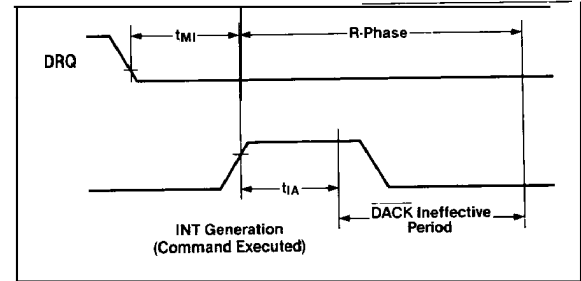 tMI
R-Phase
DRQ
tIA
INT Generation
(Command Executed)
DACK Ineffective
Period